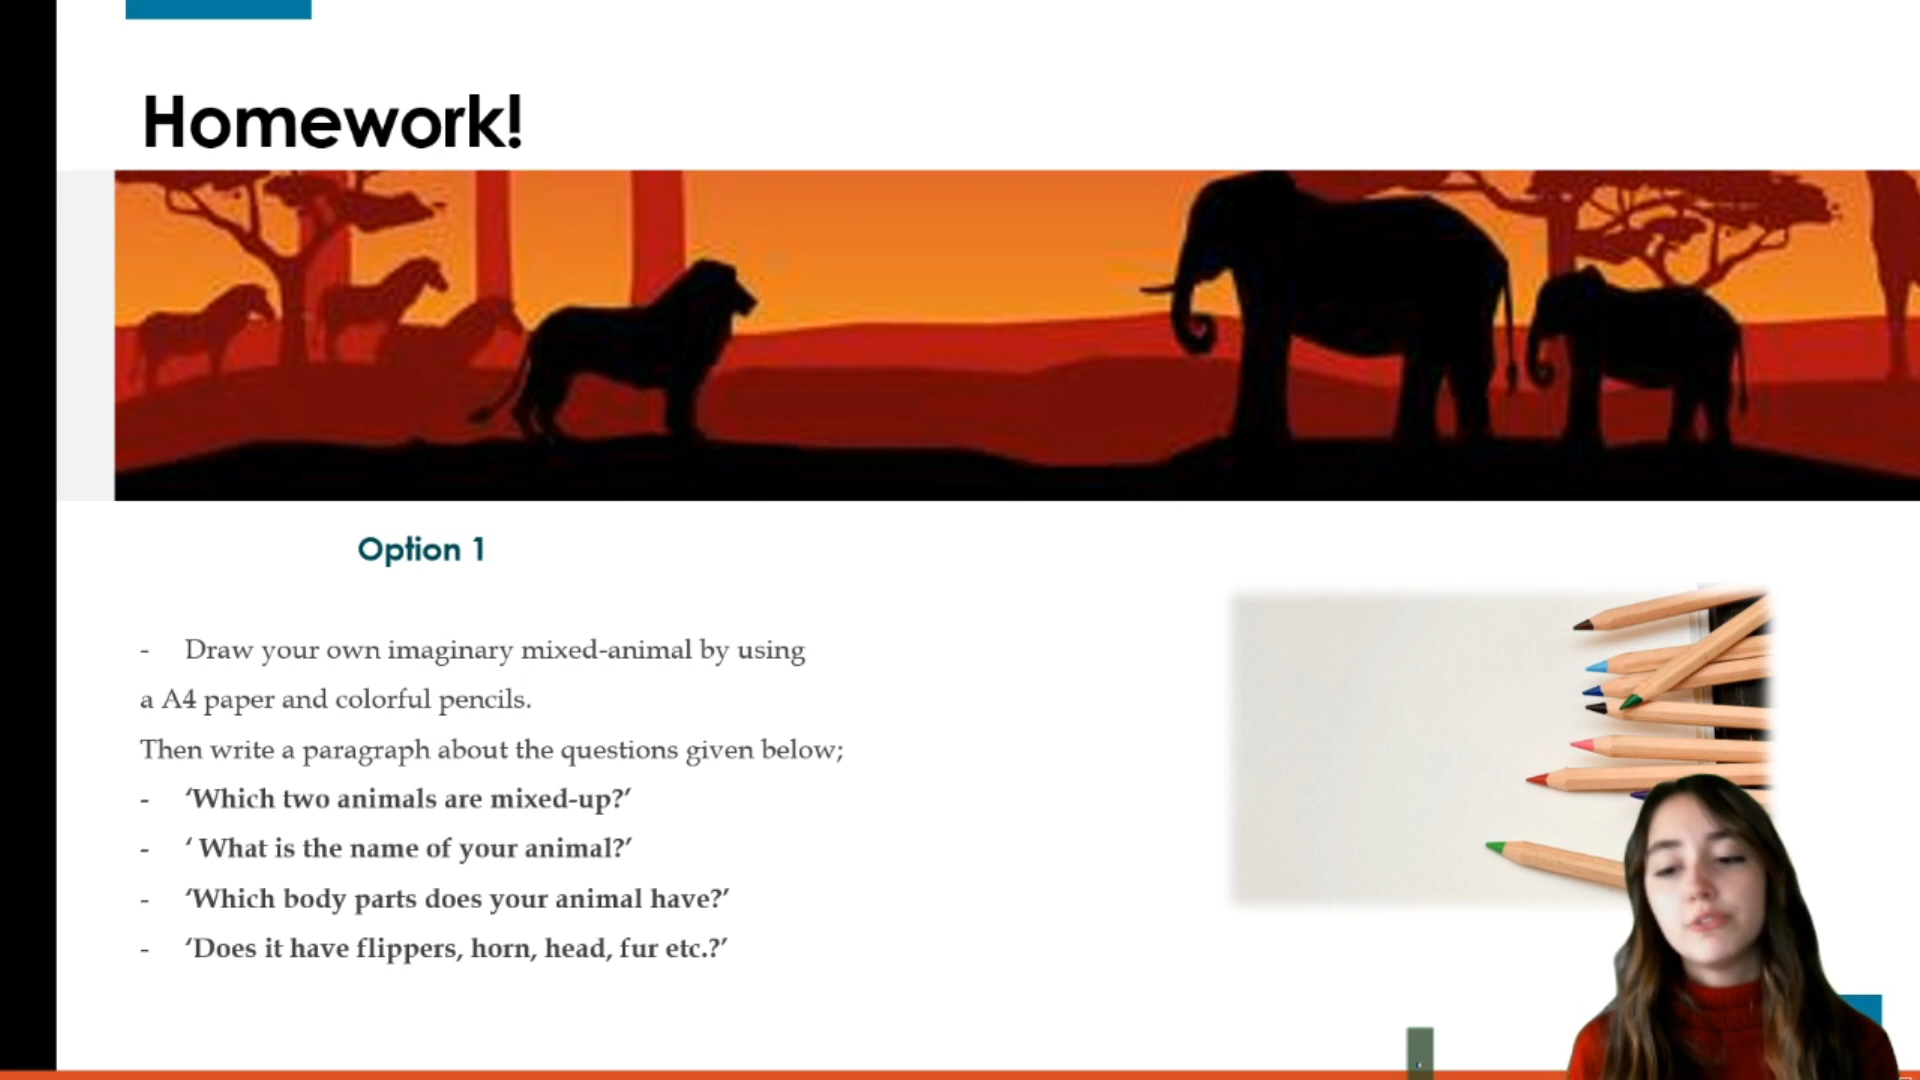 Homework!
Option 1
- Draw your own imaginary mixed-animal by using
a A4 paper and colorful pencils.
Then write a paragraph about the questions given below;
- ‘Which two animals are mixed-up?’
- ‘ What is the name of your animal?’
- ‘Which body parts does your animal have?’
- ‘Does it have flippers, horn, head, fur etc.?’